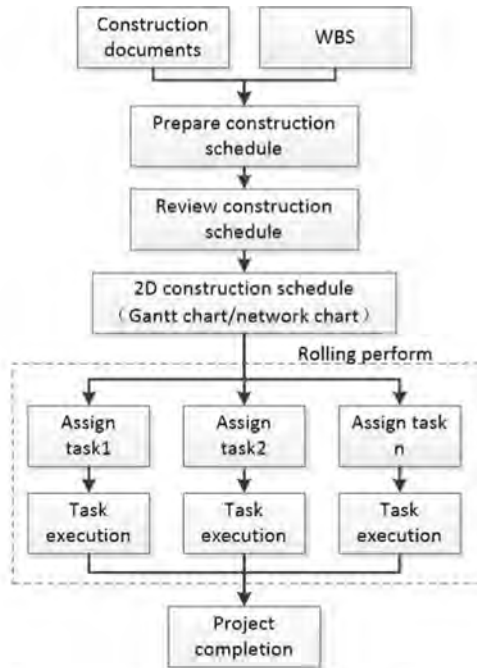 Construction
documents
WBS
Prepare construction
schedule
Review construction
schedule
2D construction schedule
（Gantt chart/network chart）
Rolling perform
Assign
task1
Assign
task2
Assign task
n
Task
execution
Task
execution
Task
execution
Project
completion